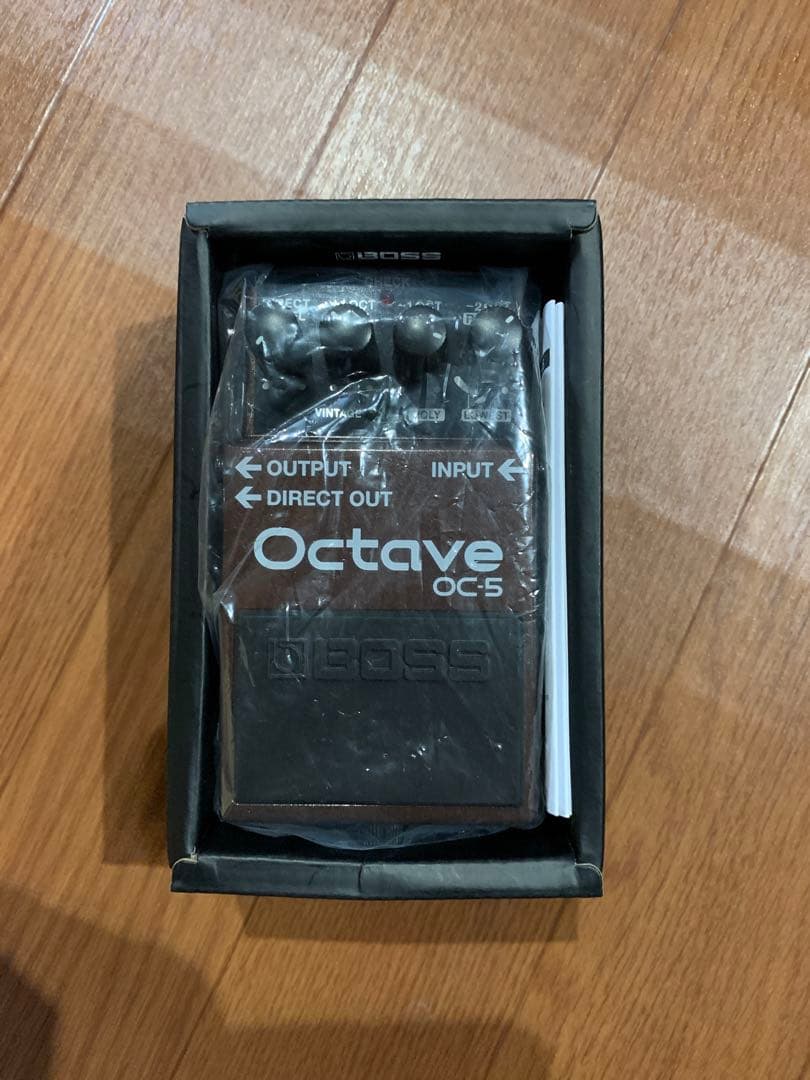 BOSS
VINTAGE
POLY
LOWEST
← OUTPUT
INPUT ←
← DIRECT OUT
Octave
OC-5
BOSS